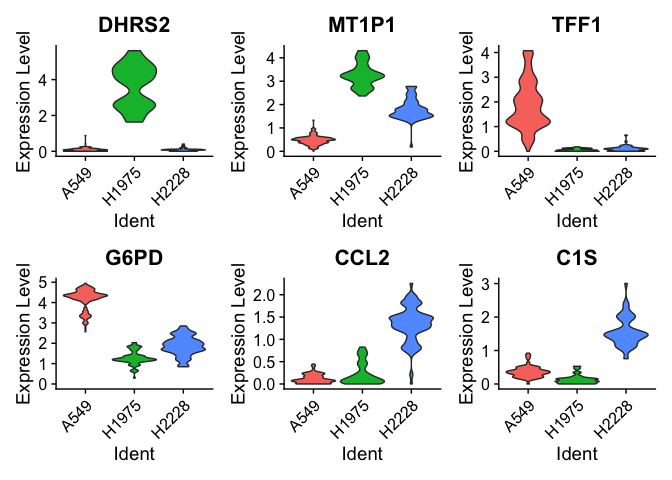 DHRS2
Expression Level
4
2
0
A549
H1975
H2228
Ident
MT1P1
Expression Level
4
3
2
1
0
A549
H1975
H2228
Ident
TFF1
Expression Level
4
3
2
1
0
A549
H1975
H2228
Ident
G6PD
Expression Level
5
4
3
2
1
0
A549
H1975
H2228
Ident
CCL2
Expression Level
2.0
1.5
1.0
0.5
0.0
A549
H1975
H2228
Ident
C1S
Expression Level
3
2
1
0
A549
H1975
H2228
Ident